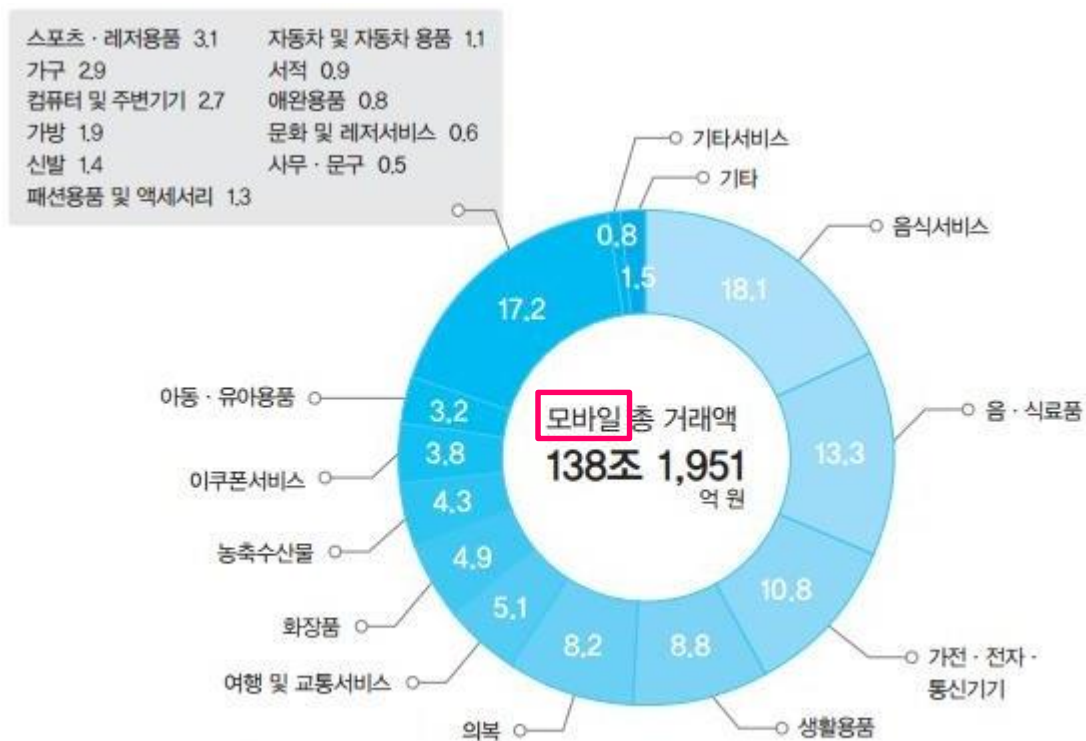 스포츠 · 레저용품 3.1
가구 2.9
컴퓨터 및 주변기기 2.7
가방 1.9
신발 1.4
패션용품 및 액세서리 1.3
자동차 및 자동차 용품 1.1
서적 0.9
애완용품 0.8
문화 및 레저서비스 0.6
사무 · 문구 0.5
기타서비스
기타
음식서비스
0.8
1.5
18.1
17.2
아동 · 유아용품
3.2
모바일 총 거래액
138조 1,951
억 원
13.3
음 · 식료품
이쿠폰서비스
3.8
농축수산물
4.3
화장품
4.9
여행 및 교통서비스
5.1
의복
8.2
8.8
생활용품
10.8
가전 · 전자 ·
통신기기